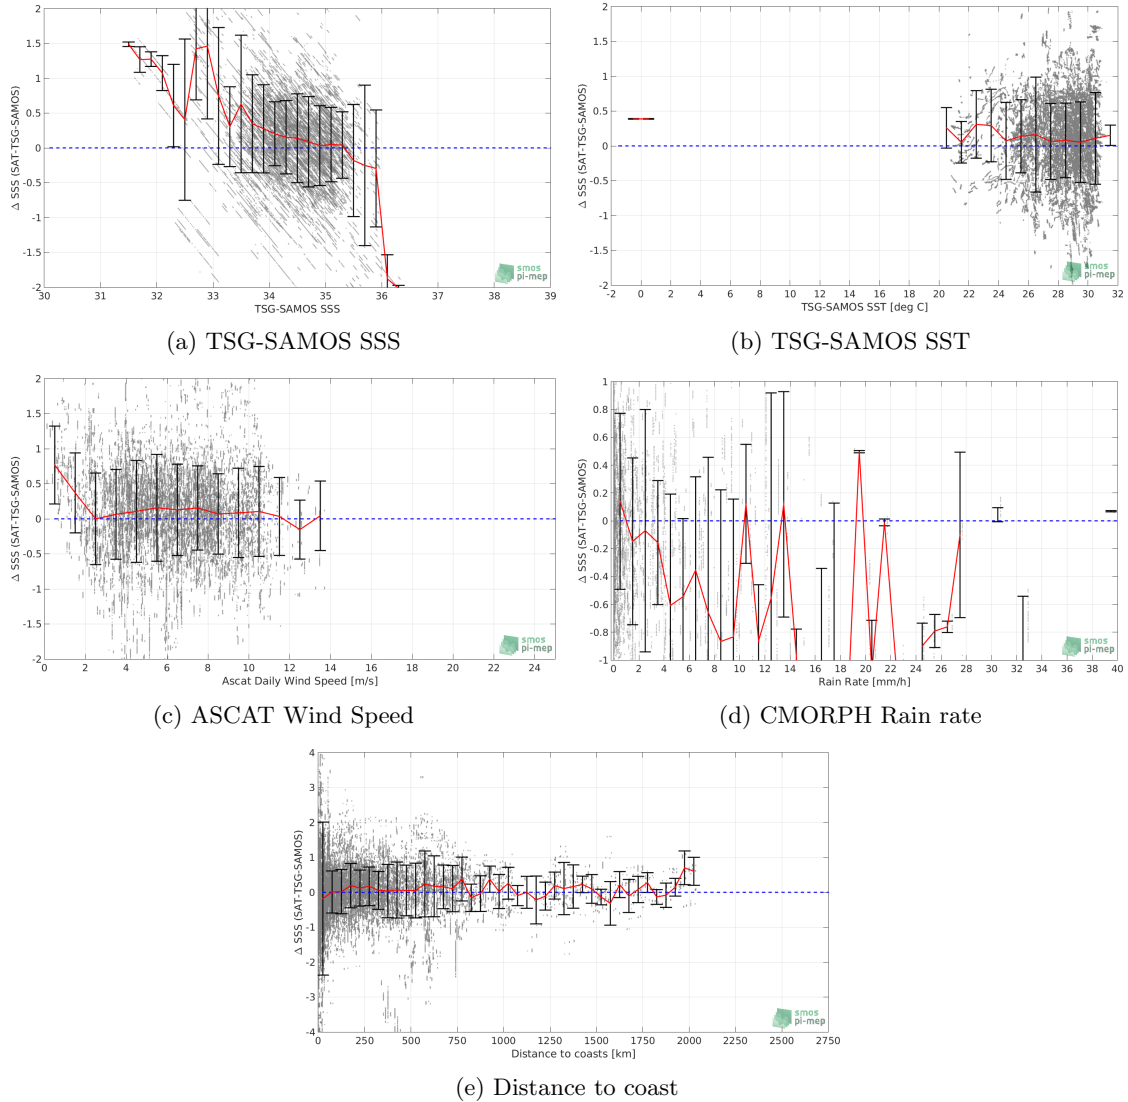 2
1.5
1
0.5
0
-0.5
-1
-1.5
-2
Δ SSS (SAT-TSG-SAMOS)
30 31 32 33 34 35 36 37 38 39
TSG-SAMOS SSS
smos
pi-mep
(a) TSG-SAMOS SSS
2
1.5
1
0.5
0
-0.5
-1
-1.5
-2
Δ SSS (SAT-TSG-SAMOS)
-2 0 2 4 6 8 10 12 14 16 18 20 22 24 26 28 30 32
TSG-SAMOS SST [deg C]
smos
pi-mep
(b) TSG-SAMOS SST
2
1.5
1
0.5
0
-0.5
-1
-1.5
-2
Δ SSS (SAT-TSG-SAMOS)
0 2 4 6 8 10 12 14 16 18 20 22 24
Ascat Daily Wind Speed [m/s]
smos
pi-mep
(c) ASCAT Wind Speed
1
0.8
0.6
0.4
0.2
0
-0.2
-0.4
-0.6
-0.8
-1
Δ SSS (SAT-TSG-SAMOS)
0 2 4 6 8 10 12 14 16 18 20 22 24 26 28 30 32 34 36 38 40
Rain Rate [mm/h]
smos
pi-mep
(d) CMORPH Rain rate
4
3
2
1
0
-1
-2
-3
-4
Δ SSS (SAT-TSG-SAMOS)
0 250 500 750 1000 1250 1500 1750 2000 2250 2500 2750
Distance to coasts [km]
smos
pi-mep
(e) Distance to coast